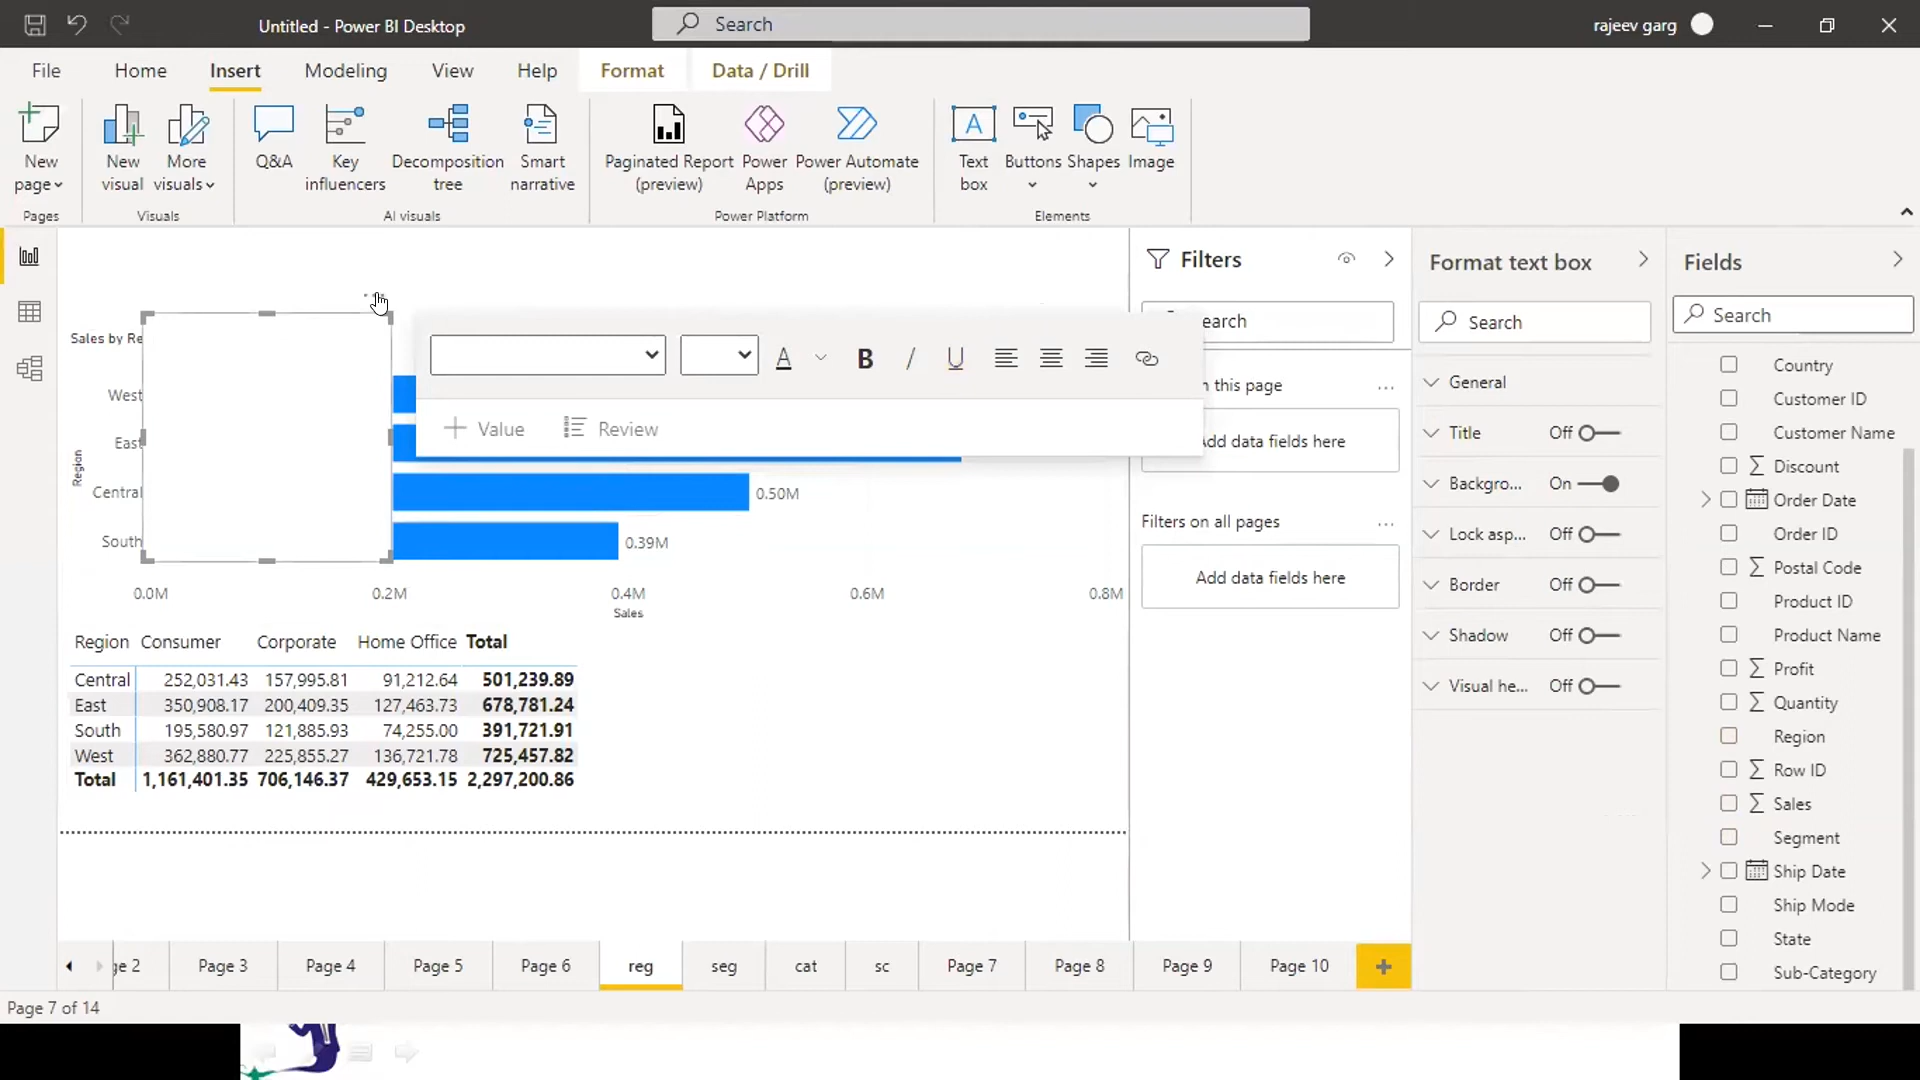 Untitled - Power BI Desktop
Search
rajeev garg
File
Home
Insert
Modeling
View
Help
Format
Data / Drill
New page
New visual
More visuals
Q&A
Key influencers
Decomposition tree
Smart narrative
Paginated Report (preview)
Power Apps
Power Automate (preview)
Text box
Buttons
Shapes
Image
Pages
Visuals
AI visuals
Power Platform
Elements
Sales by Re
Region
West
East
Central
0.50M
South
0.39M
0.0M
0.2M
0.4M
0.6M
0.8M
Sales
A
B
/
U
Value
Review
Region Consumer Corporate Home Office Total
Central 252,031.43 157,995.81 91,212.64 501,239.89
East 350,908.17 200,409.35 127,463.73 678,781.24
South 195,580.97 121,885.93 74,255.00 391,721.91
West 362,880.77 225,855.27 136,721.78 725,457.82
Total 1,161,401.35 706,146.37 429,653.15 2,297,200.86
Filters
earch
this page
...
dd data fields here
Filters on all pages
...
Add data fields here
Format text box
Search
General
Title Off
Backgro... On
Lock asp... Off
Border Off
Shadow Off
Visual he... Off
Fields
Search
Country
Customer ID
Customer Name
Discount
Order Date
Order ID
Postal Code
Product ID
Product Name
Profit
Quantity
Region
Row ID
Sales
Segment
Ship Date
Ship Mode
State
Sub-Category
ge 2
Page 3
Page 4
Page 5
Page 6
reg
seg
cat
sc
Page 7
Page 8
Page 9
Page 10
Page 7 of 14